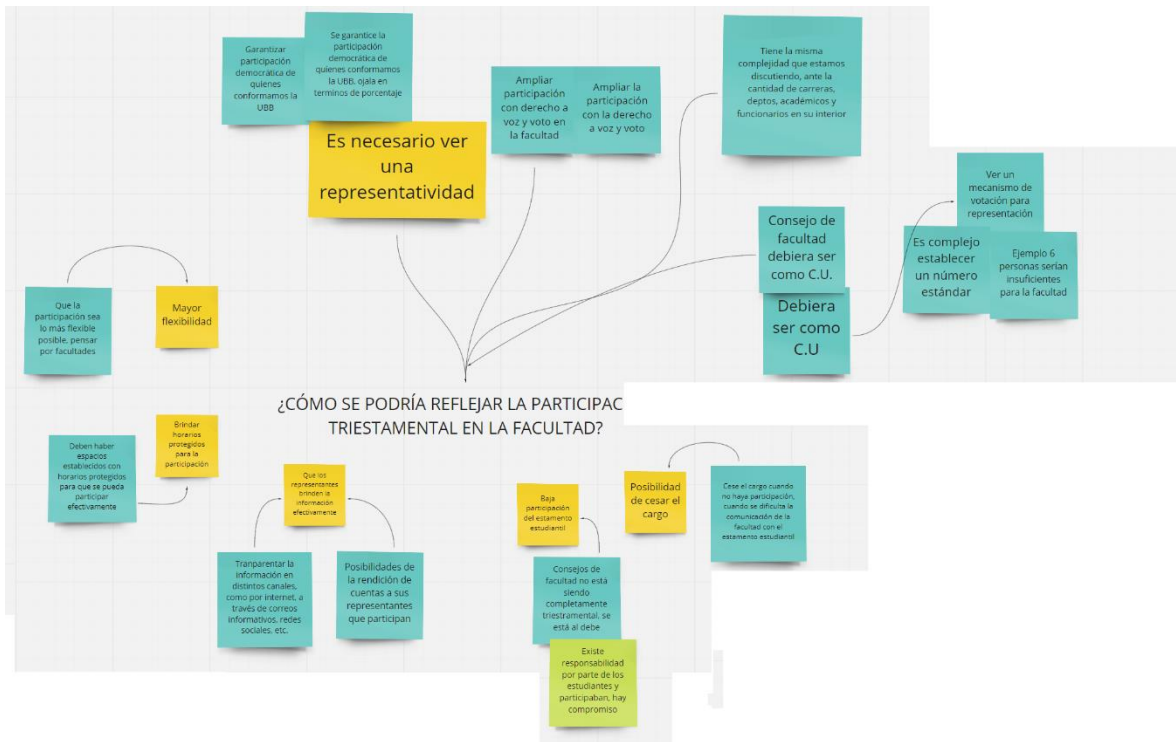 Garantizar
participación
democrática de
quienes
conformamos la
UBB
Se garantice la
participación
democrática de
quienes conformamos
la UBB, ojala en
terminos de porcentaje
Es necesario ver
una
representatividad
Ampliar
participación
con derecho a
voz y voto en
la facultad
Ampliar la
participación
con la derecho
a voz y voto
Tiene la misma
complejidad que estamos
discutiendo, ante la
cantidad de carreras,
deptos, académicos y
funcionarios en su interior
Ver un
mecanismo de
votación para
representación
Es complejo
establecer
un número
estándar
Ejemplo 6
personas serían
insuficientes
para la facultad
Consejo de
facultad
debiera ser
como C.U.
Debiera
ser como
C.U
Que la
participación sea
lo más flexible
posible, pensar
por facultades
Mayor
flexibilidad
¿CÓMO SE PODRÍA REFLEJAR LA PARTICIPAC
TRIESTAMENTAL EN LA FACULTAD?
Deben haber
espacios
establecidos con
horarios protegidos
para que se pueda
participar
efectivamente
Brindar
horarios
protegidos
para la
participación
Que los
representantes
brinden la
información
efectivamente
Tranparentar la
información en
distintos canales,
como por internet, a
través de correos
informativos, redes
sociales, etc.
Posibilidades de
la rendición de
cuentas a sus
representantes
que participan
Baja
participación
del estamento
estudiantil
Consejos de
facultad no está
siendo
completamente
triestramental, se
está al debe
Existe
responsabilidad
por parte de los
estudiantes y
participaban, hay
compromiso
Posibilidad
de cesar el
cargo
Cese el cargo cuando
no haya participación,
cuando se dificulta la
comunicación de la
facultad con el
estamento estudiantil